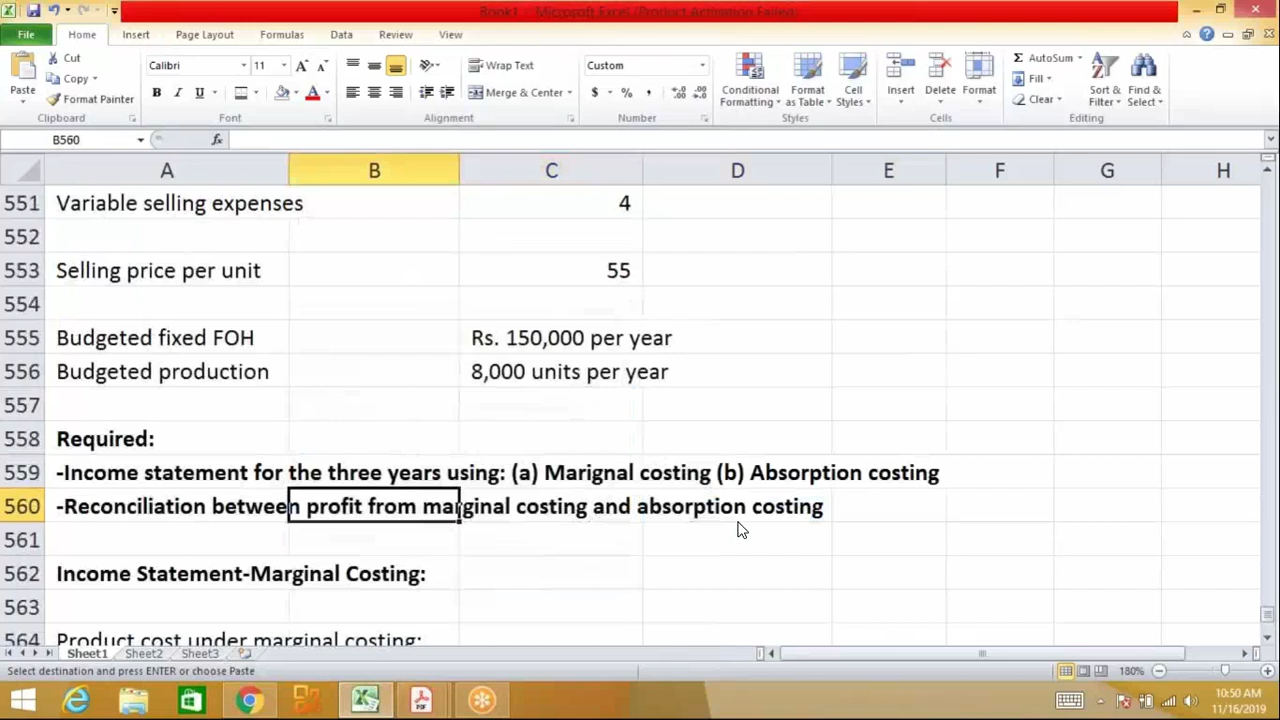 Book1 - Microsoft Excel (Product Activation Failed)
File Home Insert Page Layout Formulas Data Review View
Paste Cut Copy Format Painter Clipboard
Calibri 11 A A B I U A Font
Wrap Text Merge & Center Alignment
Custom $ % , Number
Conditional Formatting Format as Table Cell Styles Styles
Insert Delete Format Cells
Σ AutoSum Fill Clear Sort & Filter Find & Select Editing
B560 fx
A B C D E F G H
551 Variable selling expenses 4
552
553 Selling price per unit 55
554
555 Budgeted fixed FOH Rs. 150,000 per year
556 Budgeted production 8,000 units per year
557
558 Required:
559 -Income statement for the three years using: (a) Marignal costing (b) Absorption costing
560 -Reconciliation between profit from marginal costing and absorption costing
561
562 Income Statement-Marginal Costing:
563
564 Product cost under marginal costing:
Sheet1 Sheet2 Sheet3
Select destination and press ENTER or choose Paste 180%
10:50 AM
11/16/2019